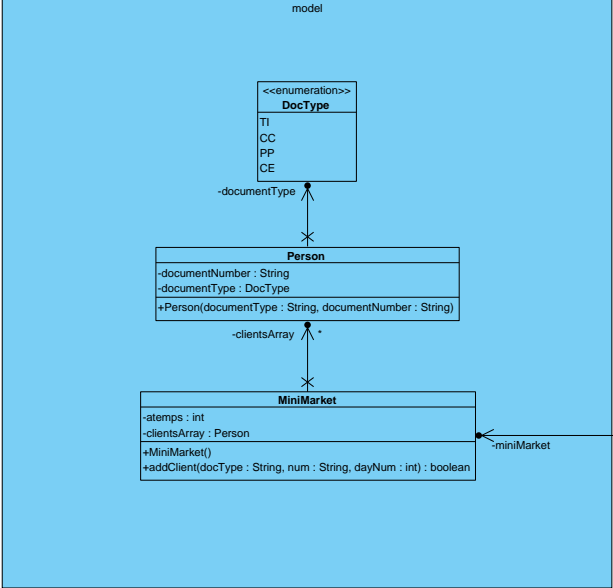 model
<<enumeration>>
DocType
TI
CC
PP
CE
-documentType
Person
-documentNumber : String
-documentType : DocType
+Person(documentType : String, documentNumber : String)
-clientsArray *
MiniMarket
-atemps : int
-clientsArray : Person
+MiniMarket()
+addClient(docType : String, num : String, dayNum : int) : boolean
-miniMarket